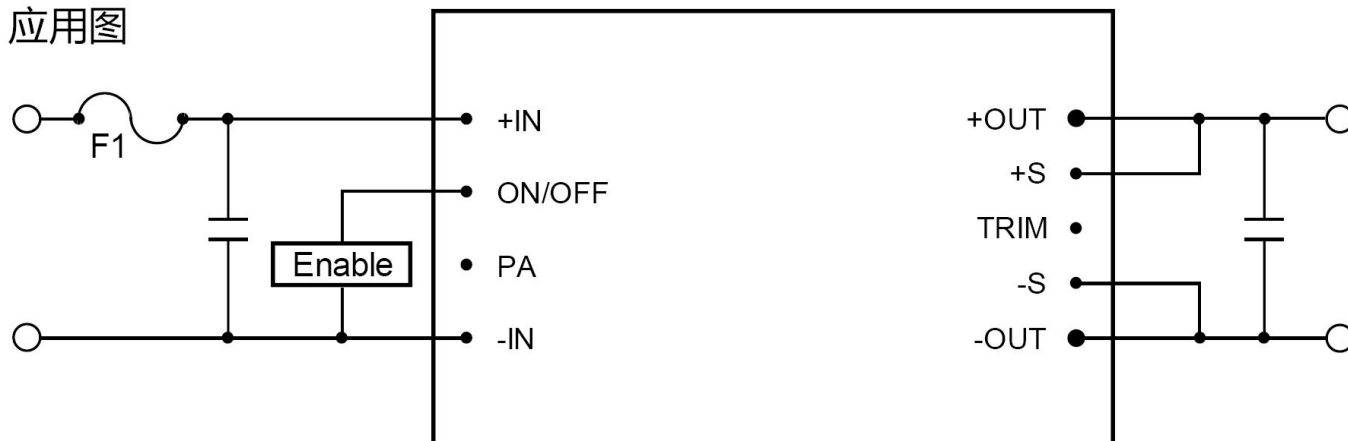 应用图
F1
+IN
ON/OFF
Enable
PA
-IN
+OUT
+S
TRIM
-S
-OUT